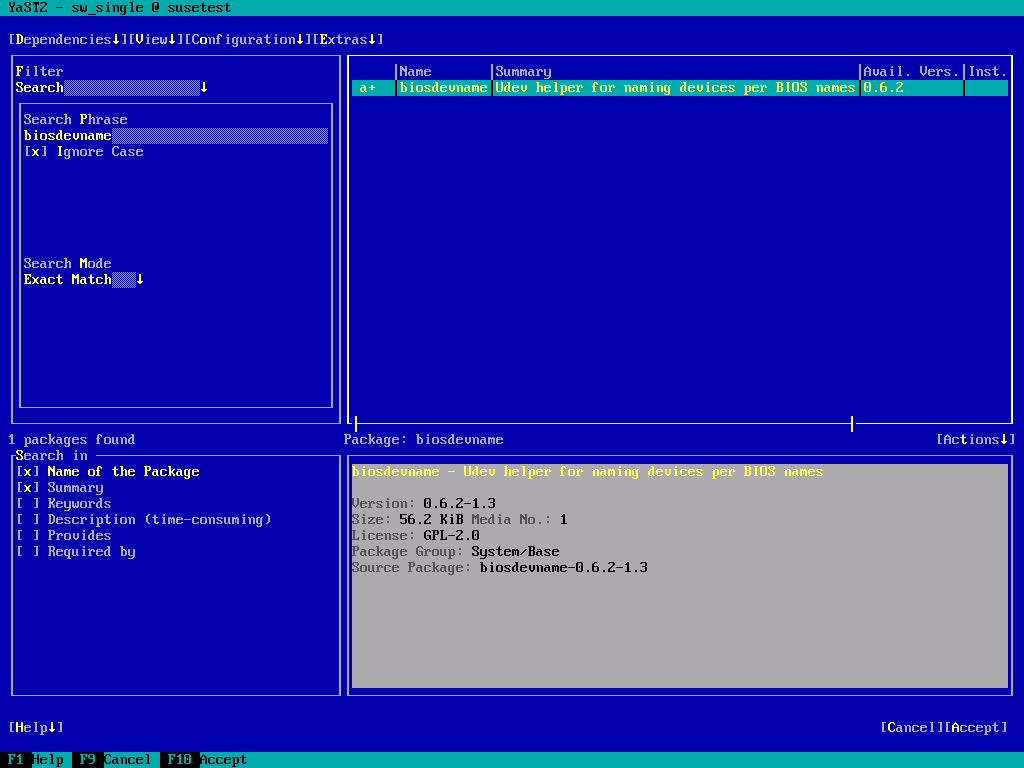 YaST2 - sw_single @ susetest
[Dependencies↓][View↓][Configuration↓][Extras↓]
Filter
Search↓
Search Phrase
biosdevname
[x] Ignore Case
Search Mode
Exact Match↓
|Name |Summary |Avail. Vers.|Inst.
a+ |biosdevname|Udev helper for naming devices per BIOS names|0.6.2
1 packages found
Package: biosdevname
[Actions↓]
Search in
[x] Name of the Package
[x] Summary
[ ] Keywords
[ ] Description (time-consuming)
[ ] Provides
[ ] Required by
biosdevname - Udev helper for naming devices per BIOS names
Version: 0.6.2-1.3
Size: 56.2 KiB Media No.: 1
License: GPL-2.0
Package Group: System/Base
Source Package: biosdevname-0.6.2-1.3
[Help↓]
[Cancel][Accept]
F1 Help F9 Cancel F10 Accept